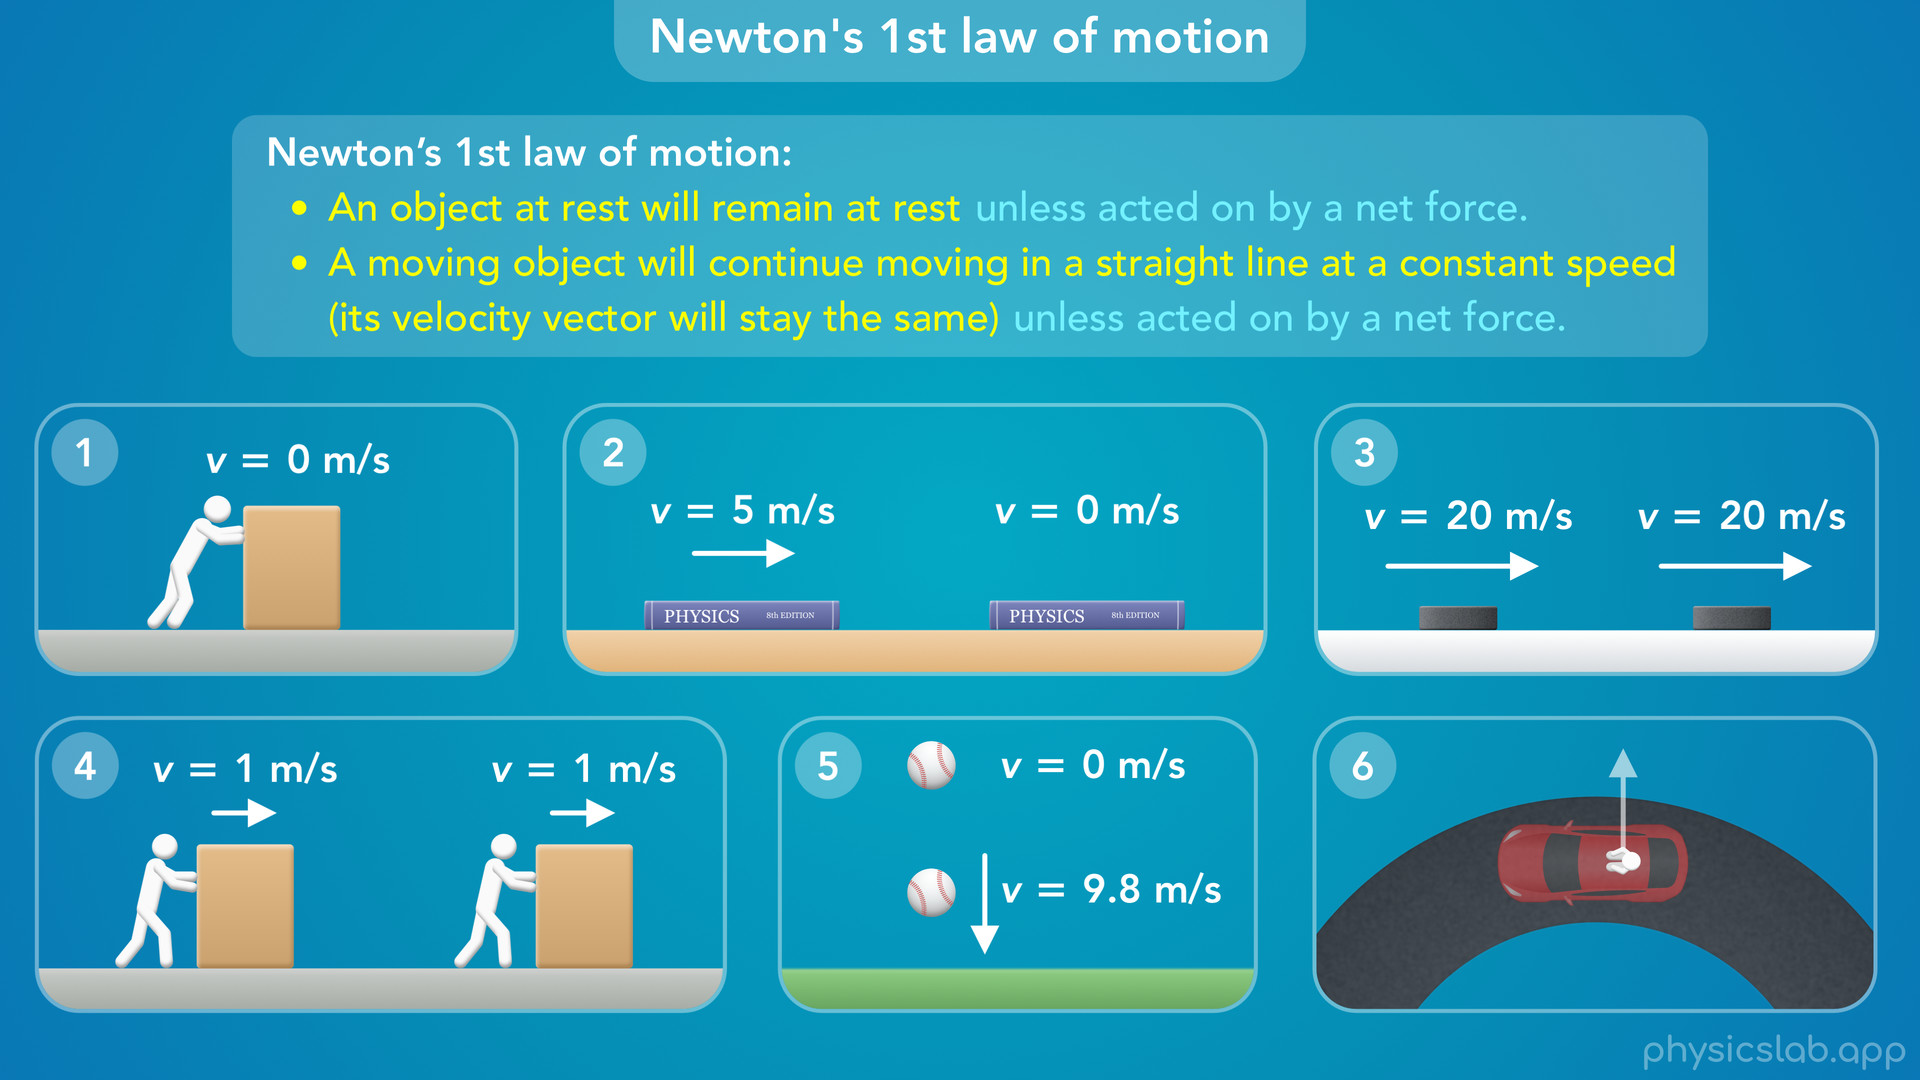 Newton's 1st law of motion
Newton’s 1st law of motion:
• An object at rest will remain at rest unless acted on by a net force.
• A moving object will continue moving in a straight line at a constant speed
(its velocity vector will stay the same) unless acted on by a net force.
1
v = 0 m/s
2
v = 5 m/s
v = 0 m/s
PHYSICS 8th EDITION
PHYSICS 8th EDITION
3
v = 20 m/s
v = 20 m/s
4
v = 1 m/s
v = 1 m/s
5
v = 0 m/s
v = 9.8 m/s
6
physicslab.app